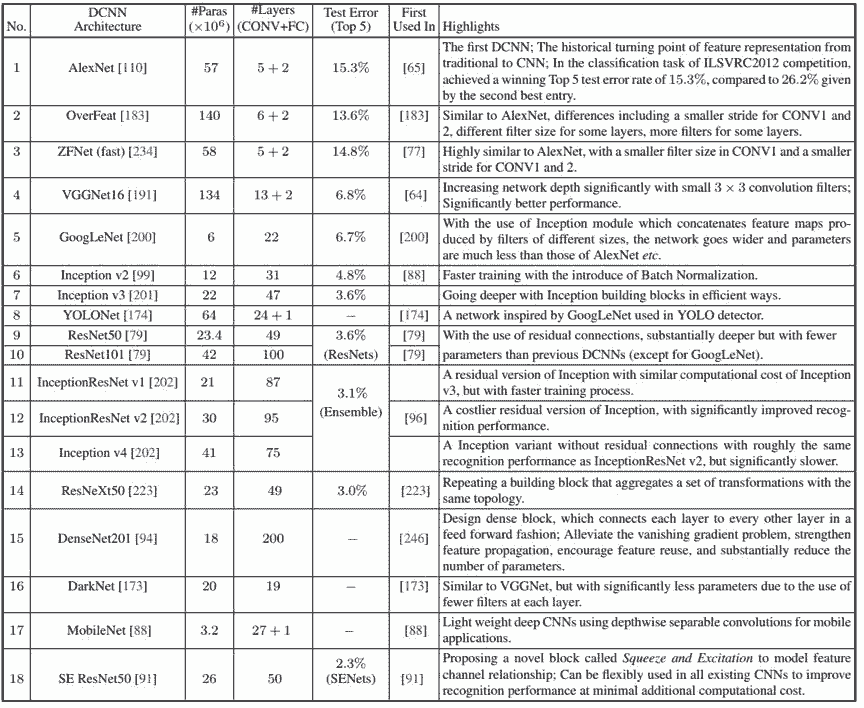 No. DCNN Architecture #Paras (×10⁶) #Layers (CONV+FC) Test Error (Top 5) First Used In Highlights
1 AlexNet [110] 57 5 + 2 15.3% [65] The first DCNN; The historical turning point of feature representation from
traditional to CNN; In the classification task of ILSVRC2012 competition,
achieved a winning Top 5 test error rate of 15.3%, compared to 26.2% given
by the second best entry.
2 OverFeat [183] 140 6 + 2 13.6% [183] Similar to AlexNet, differences including a smaller stride for CONV1 and
2, different filter size for some layers, more filters for some layers.
3 ZFNet (fast) [234] 58 5 + 2 14.8% [77] Highly similar to AlexNet, with a smaller filter size in CONV1 and a smaller
stride for CONV1 and 2.
4 VGGNet16 [191] 134 13 + 2 6.8% [64] Increasing network depth significantly with small 3 × 3 convolution filters;
Significantly better performance.
5 GoogLeNet [200] 6 22 6.7% [200] With the use of Inception module which concatenates feature maps pro-
duced by filters of different sizes, the network goes wider and parameters
are much less than those of AlexNet etc.
6 Inception v2 [99] 12 31 4.8% [88] Faster training with the introduce of Batch Normalization.
7 Inception v3 [201] 22 47 3.6% Going deeper with Inception building blocks in efficient ways.
8 YOLONet [174] 64 24 + 1 − [174] A network inspired by GoogLeNet used in YOLO detector.
9 ResNet50 [79] 23.4 49 3.6% [79] With the use of residual connections, substantially deeper but with fewer
10 ResNet101 [79] 42 100 (ResNets) [79] parameters than previous DCNNs (except for GoogLeNet).
11 InceptionResNet v1 [202] 21 87 3.1% (Ensemble) A residual version of Inception with similar computational cost of Inception
v3, but with faster training process.
12 InceptionResNet v2 [202] 30 95 [96] A costlier residual version of Inception, with significantly improved recog-
nition performance.
13 Inception v4 [202] 41 75 A Inception variant without residual connections with roughly the same
recognition performance as InceptionResNet v2, but significantly slower.
14 ResNeXt50 [223] 23 49 3.0% [223] Repeating a building block that aggregates a set of transformations with the
same topology.
15 DenseNet201 [94] 18 200 − [246] Design dense block, which connects each layer to every other layer in a
feed forward fashion; Alleviate the vanishing gradient problem, strengthen
feature propagation, encourage feature reuse, and substantially reduce the
number of parameters.
16 DarkNet [173] 20 19 − [173] Similar to VGGNet, but with significantly less parameters due to the use of
fewer filters at each layer.
17 MobileNet [88] 3.2 27 + 1 − [88] Light weight deep CNNs using depthwise separable convolutions for mobile
applications.
18 SE ResNet50 [91] 26 50 2.3% (SENets) [91] Proposing a novel block called Squeeze and Excitation to model feature
channel relationship; Can be flexibly used in all existing CNNs to improve
recognition performance at minimal additional computational cost.